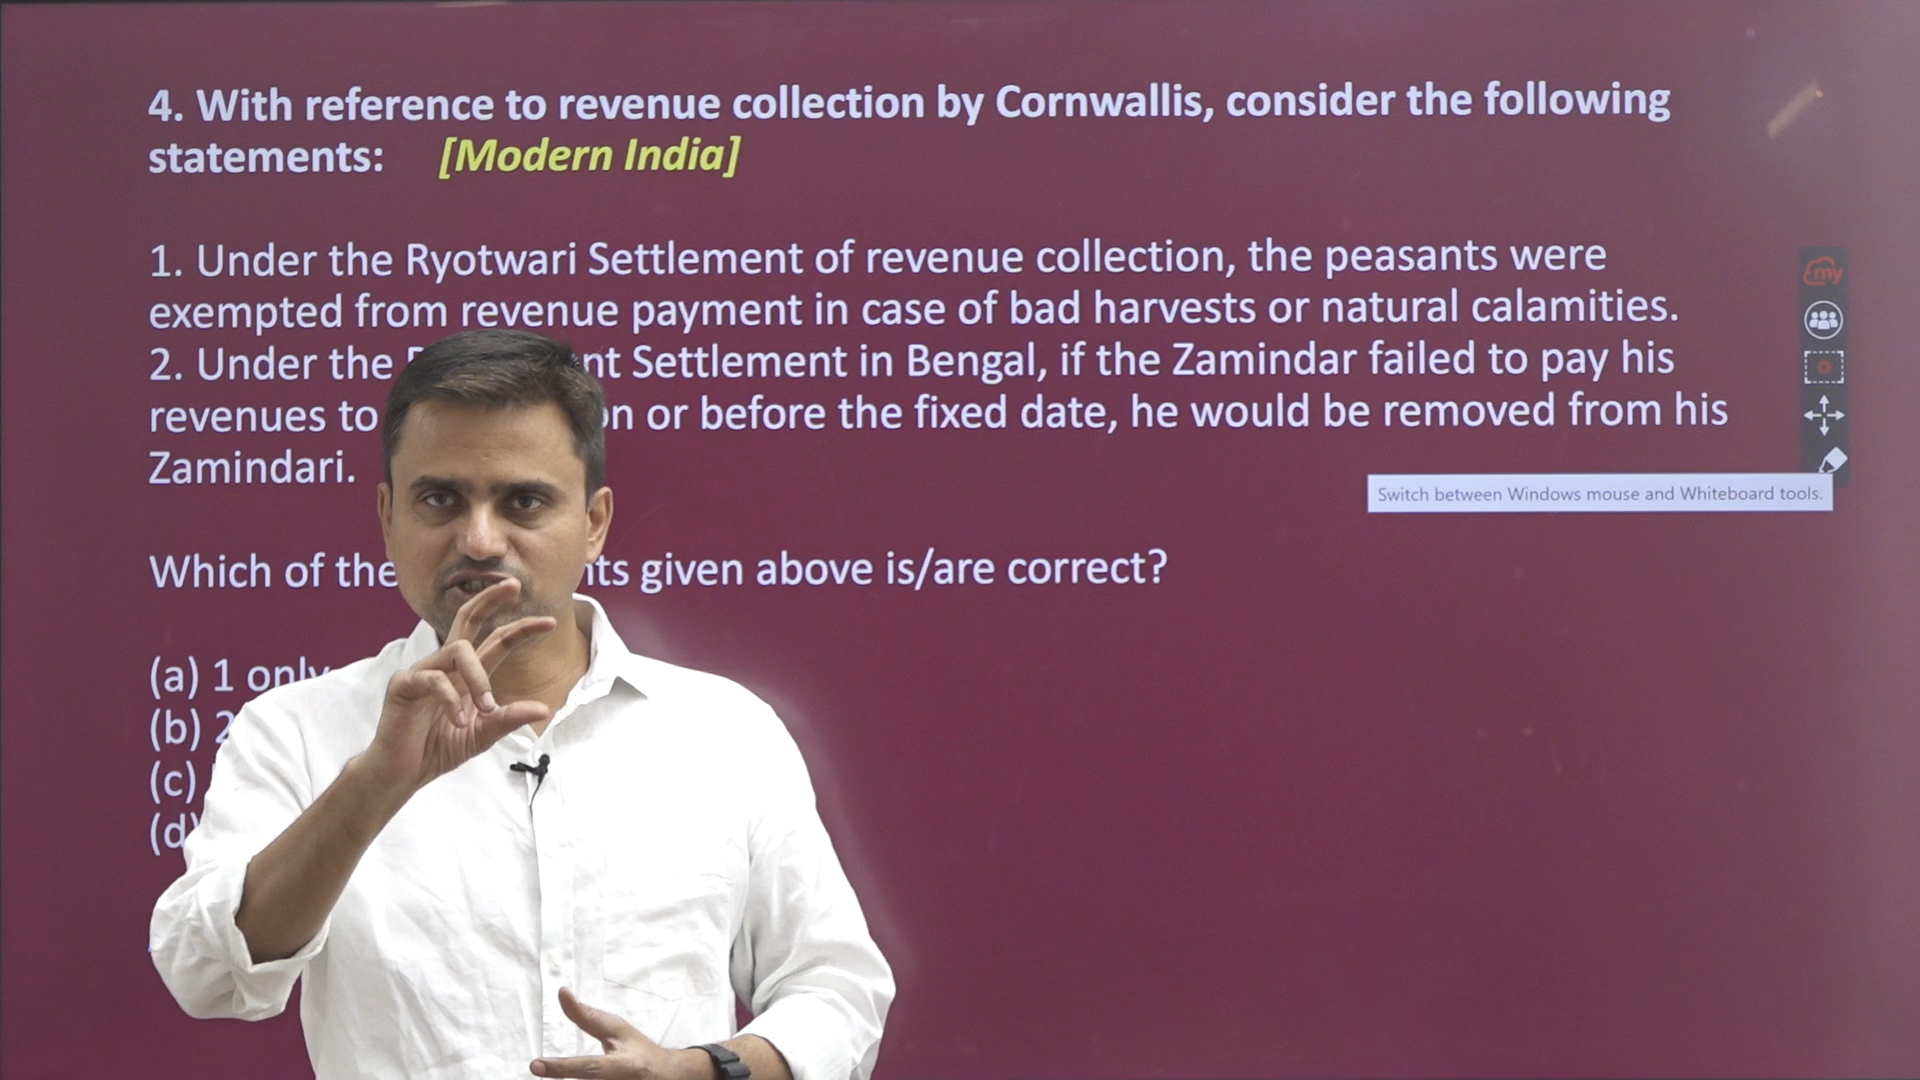 4. With reference to revenue collection by Cornwallis, consider the following
statements: [Modern India]
1. Under the Ryotwari Settlement of revenue collection, the peasants were
exempted from revenue payment in case of bad harvests or natural calamities.
2. Under the Settlement in Bengal, if the Zamindar failed to pay his
revenues to or before the fixed date, he would be removed from his
Zamindari.
Which of the given above is/are correct?
(a) 1 only
(b) 2
(c)
(d)
my
Switch between Windows mouse and Whiteboard tools.